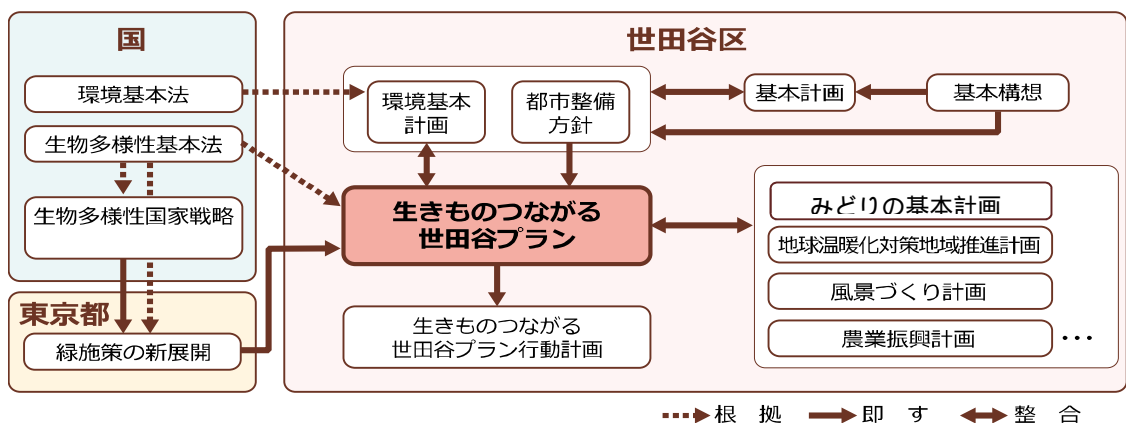 国
環境基本法
生物多様性基本法
生物多様性国家戦略
東京都
緑施策の新展開
世田谷区
環境基本
計画
都市整備
方針
基本計画
基本構想
生きものつながる
世田谷プラン
生きものつながる
世田谷プラン行動計画
みどりの基本計画
地球温暖化対策地域推進計画
風景づくり計画
農業振興計画
・・・
根 拠
即 す
整 合